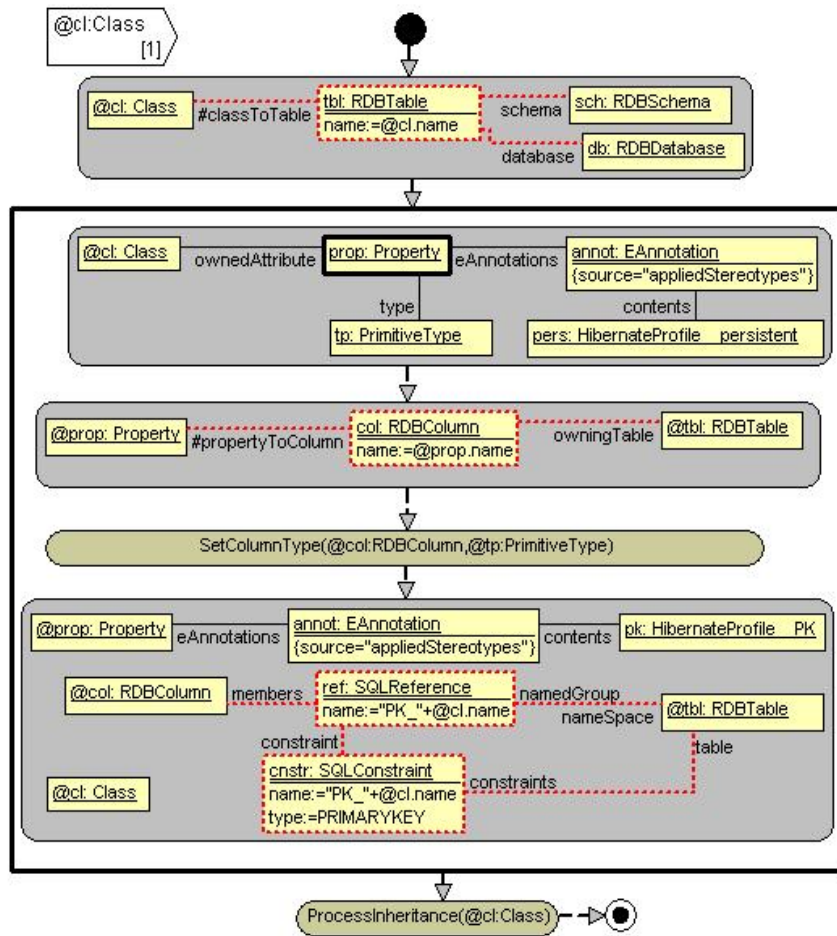 @cl:Class
[1]
@cl: Class
#classToTable
tbl: RDBTable
name:=@cl.name
schema
sch: RDBSchema
database
db: RDBDatabase
@cl: Class
ownedAttribute
prop: Property
eAnnotations
annot: EAnnotation
{source="appliedStereotypes"}
type
contents
tp: PrimitiveType
pers: HibernateProfile__persistent
@prop: Property
#propertyToColumn
col: RDBColumn
name:=@prop.name
owningTable
@tbl: RDBTable
SetColumnType(@col:RDBColumn,@tp:PrimitiveType)
@prop: Property
eAnnotations
annot: EAnnotation
{source="appliedStereotypes"}
contents
pk: HibernateProfile__PK
@col: RDBColumn
members
ref: SQLReference
name:="PK_"+@cl.name
namedGroup
nameSpace
@tbl: RDBTable
constraint
table
@cl: Class
cnstr: SQLConstraint
name:="PK_"+@cl.name
type:=PRIMARYKEY
constraints
ProcessInheritance(@cl:Class)